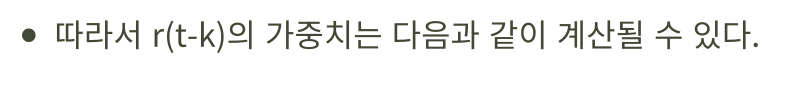 • 따라서 r(t-k)의 가중치는 다음과 같이 계산될 수 있다.